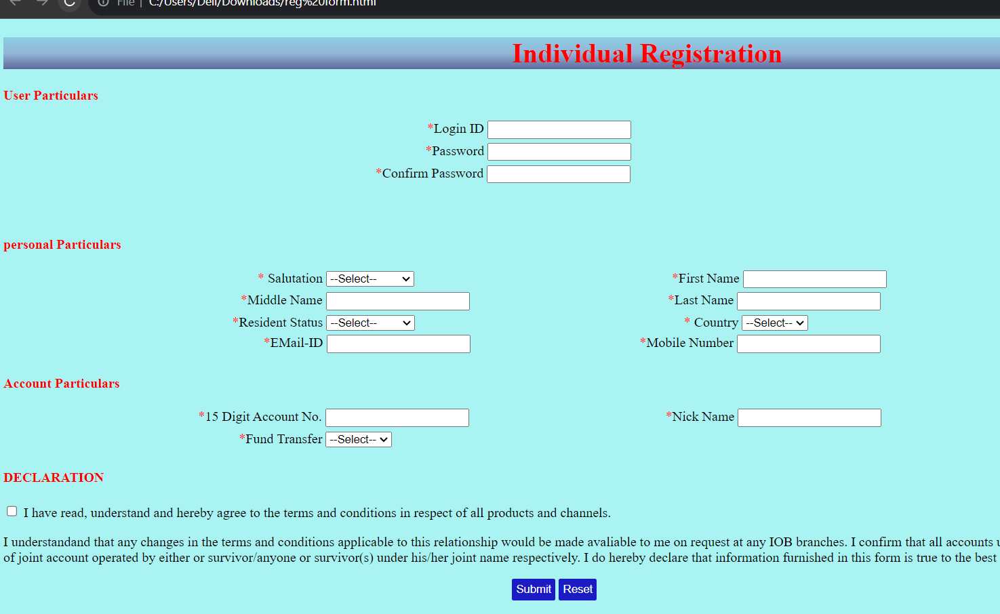 File | C:/Users/Dell/Downloads/reg%20form.html
Individual Registration
User Particulars
*Login ID
*Password
*Confirm Password
personal Particulars
* Salutation --Select-- *First Name
*Middle Name *Last Name
*Resident Status --Select-- * Country --Select--
*EMail-ID *Mobile Number
Account Particulars
*15 Digit Account No. *Nick Name
*Fund Transfer --Select--
DECLARATION
I have read, understand and hereby agree to the terms and conditions in respect of all products and channels.
I understandand that any changes in the terms and conditions applicable to this relationship would be made avaliable to me on request at any IOB branches. I confirm that all accounts
of joint account operated by either or survivor/anyone or survivor(s) under his/her joint name respectively. I do hereby declare that information furnished in this form is true to the best
Submit Reset